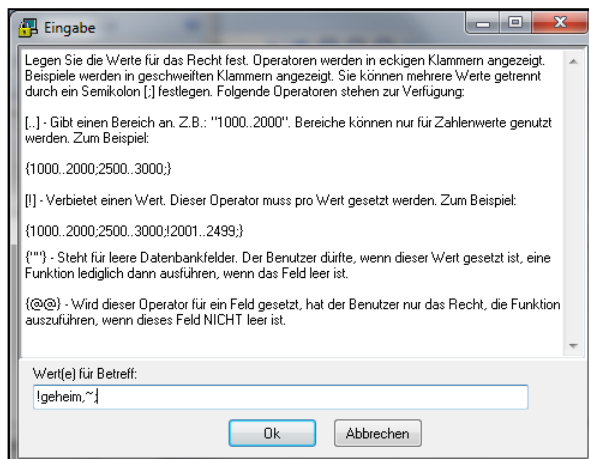 Eingabe
Legen Sie die Werte für das Recht fest. Operatoren werden in eckigen Klammern angezeigt.
Beispiele werden in geschweiften Klammern angezeigt. Sie können mehrere Werte getrennt
durch ein Semikolon [;] festlegen. Folgende Operatoren stehen zur Verfügung:
[..] - Gibt einen Bereich an. Z.B.: "1000..2000". Bereiche können nur für Zahlenwerte genutzt
werden. Zum Beispiel:
{1000..2000;2500..3000;}
[!] - Verbietet einen Wert. Dieser Operator muss pro Wert gesetzt werden. Zum Beispiel:
{1000..2000;2500..3000;!2001..2499;}
{""} - Steht für leere Datenbankfelder. Der Benutzer dürfte, wenn dieser Wert gesetzt ist, eine
Funktion lediglich dann ausführen, wenn das Feld leer ist.
{@@} - Wird dieser Operator für ein Feld gesetzt, hat der Benutzer nur das Recht, die Funktion
auszuführen, wenn dieses Feld NICHT leer ist.
Wert(e) für Betreff:
!geheim,~;
Ok
Abbrechen